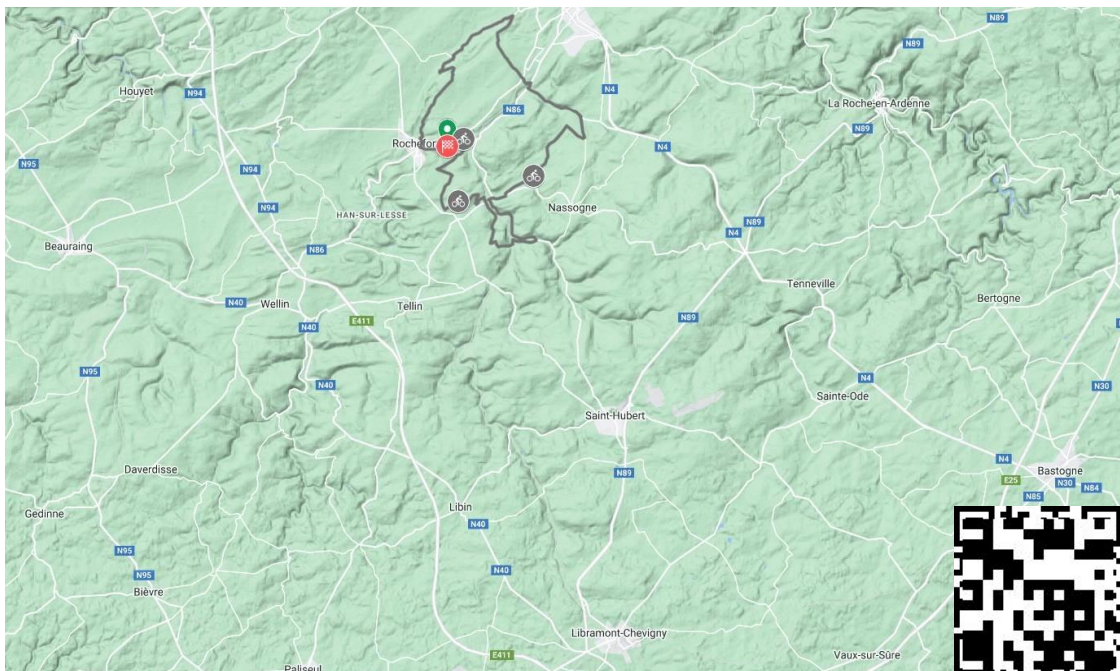 N89
N89
Houyet
N94
N4
La Roche-en-Ardenne
N86
N89
Rochefor
N4
N95
N94
Nassogne
N94
HAN-SUR-LESSE
N89
N4
Beauraing
N86
Tenneville
Bertogne
N40
Wellin
Tellin
N89
E411
N40
N95
N4
N40
N30
Sainte-Ode
Saint-Hubert
N4
Daverdisse
N89
Bastogne
E25
N30
N84
N85
Libin
Gedinne
N40
N95
N40
N95
Bièvre
Libramont-Chevigny
E411
Vaux-sur-Sûre
Paliseul